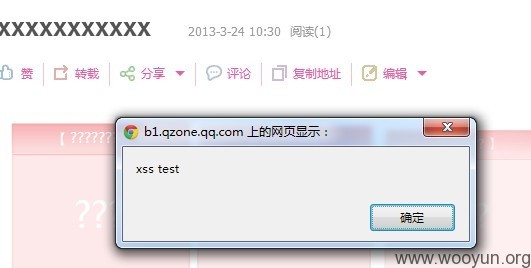 XXXXXXXXXXXX 2013-3-24 10:30 阅读(1)
赞 转载 分享 评论 复制地址 编辑
b1.qzone.qq.com 上的网页显示：
【 ??????
】
xss test
???
确定
www.wooyun.org